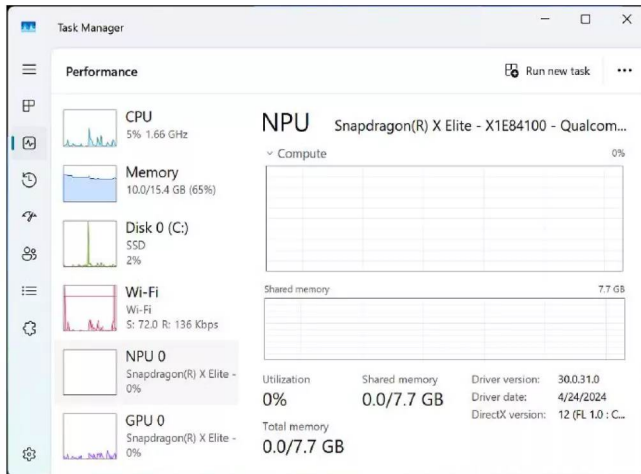 Task Manager
Performance
Run new task
CPU
5% 1.66 GHz
Memory
10.0/15.4 GB (65%)
Disk 0 (C:)
SSD
2%
Wi-Fi
Wi-Fi
S: 72.0 R: 136 Kbps
NPU 0
Snapdragon(R) X Elite -
0%
GPU 0
Snapdragon(R) X Elite -
0%
NPU Snapdragon(R) X Elite - X1E84100 - Qualcom...
Compute 0%
Shared memory 7.7 GB
Utilization
0%
Shared memory
0.0/7.7 GB
Total memory
0.0/7.7 GB
Driver version: 30.0.31.0
Driver date: 4/24/2024
DirectX version: 12 (FL 1.0 : C...